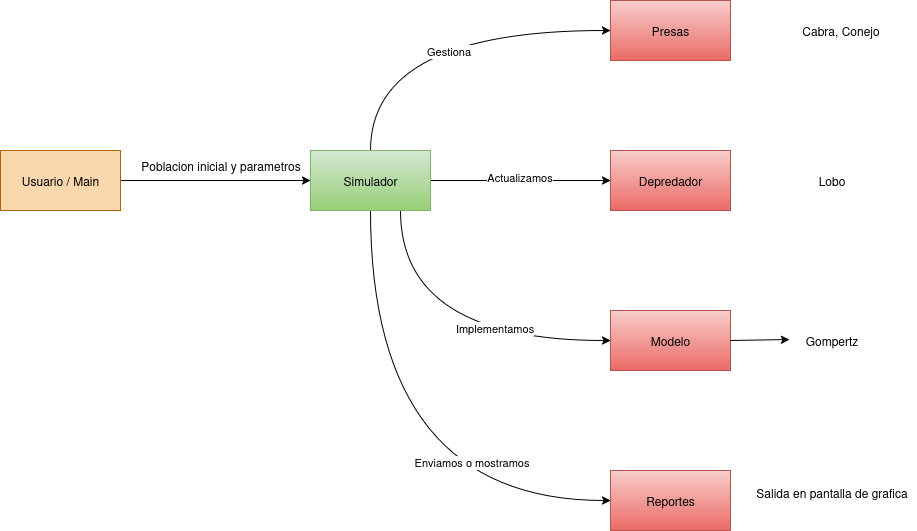 Presas
Cabra, Conejo
Gestiona
Usuario / Main
Poblacion inicial y parametros
Simulador
Actualizamos
Depredador
Lobo
Implementamos
Modelo
Gompertz
Enviamos o mostramos
Reportes
Salida en pantalla de grafica